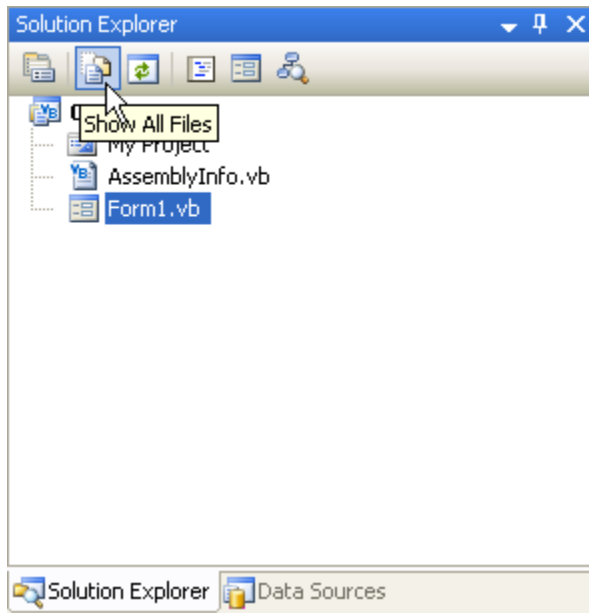 Solution Explorer
Show All Files
My Project
AssemblyInfo.vb
Form1.vb
Solution Explorer
Data Sources